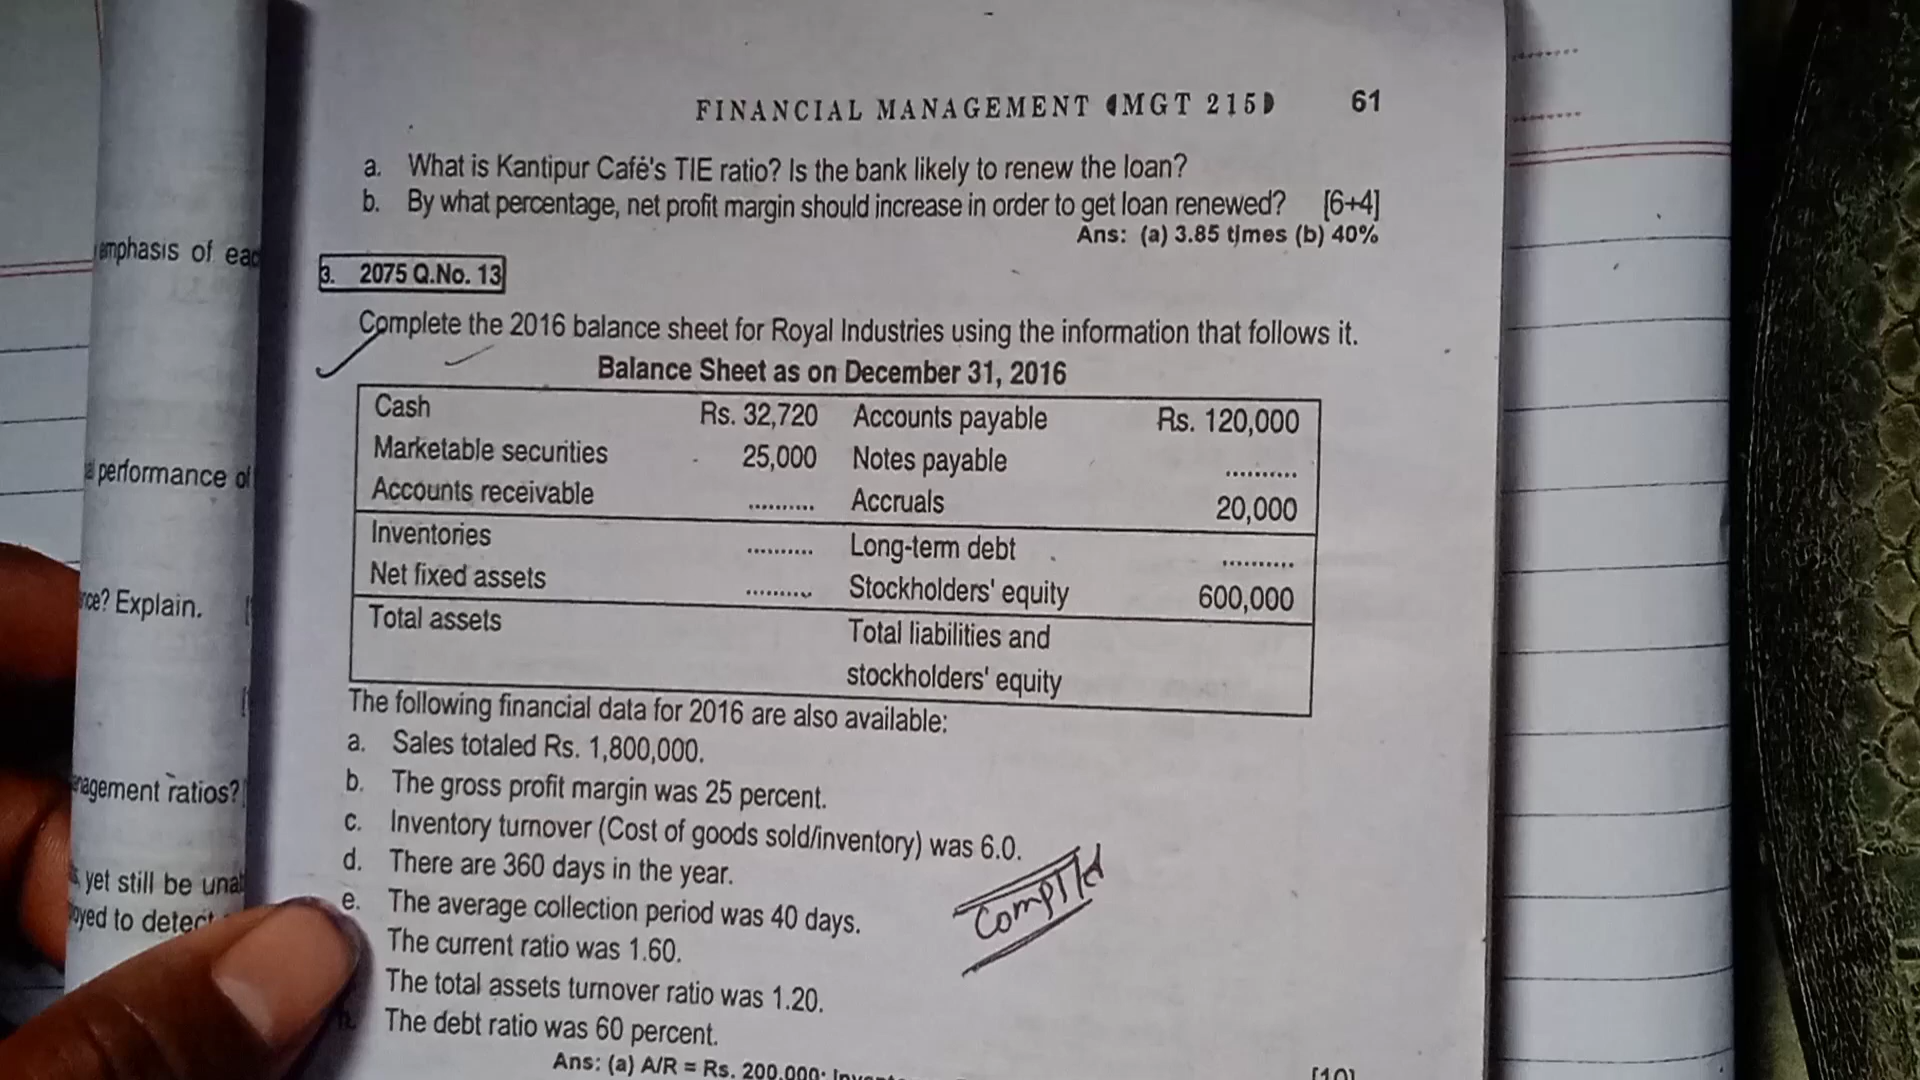 FINANCIAL MANAGEMENT (MGT 215) 61
a. What is Kantipur Café's TIE ratio? Is the bank likely to renew the loan?
b. By what percentage, net profit margin should increase in order to get loan renewed? [6+4]
Ans: (a) 3.85 times (b) 40%
3. 2075 Q.No. 13
Complete the 2016 balance sheet for Royal Industries using the information that follows it.
Balance Sheet as on December 31, 2016
Cash Rs. 32,720 Accounts payable Rs. 120,000
Marketable securities 25,000 Notes payable ..........
Accounts receivable .......... Accruals 20,000
Inventories .......... Long-term debt ..........
Net fixed assets .......... Stockholders' equity 600,000
Total assets Total liabilities and
stockholders' equity
The following financial data for 2016 are also available:
a. Sales totaled Rs. 1,800,000.
b. The gross profit margin was 25 percent.
c. Inventory turnover (Cost of goods sold/inventory) was 6.0.
d. There are 360 days in the year.
e. The average collection period was 40 days.
The current ratio was 1.60.
The total assets turnover ratio was 1.20.
The debt ratio was 60 percent.
Ans: (a) A/R = Rs. 200,000;
[10]
emphasis of
performance of
? Explain.
ratios?
yet still be
to detect